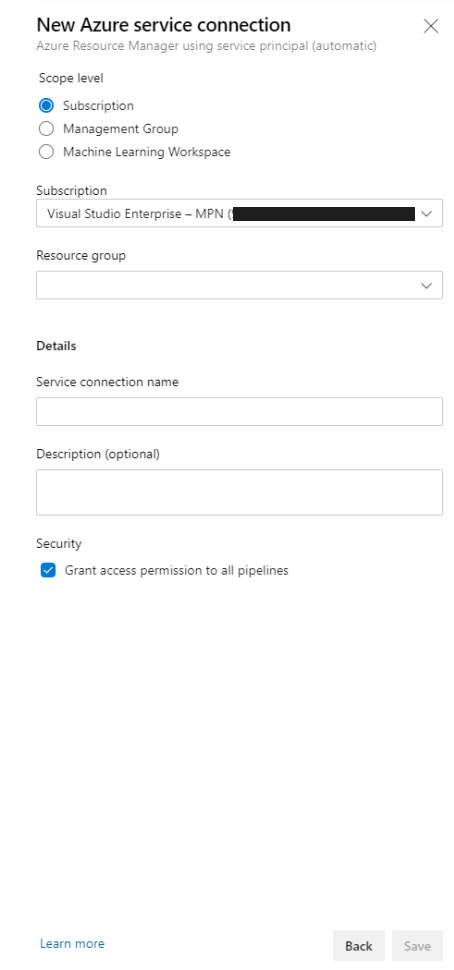 New Azure service connection
Azure Resource Manager using service principal (automatic)
Scope level
Subscription
Management Group
Machine Learning Workspace
Subscription
Visual Studio Enterprise – MPN (
Resource group
Details
Service connection name
Description (optional)
Security
Grant access permission to all pipelines
Learn more
Back
Save